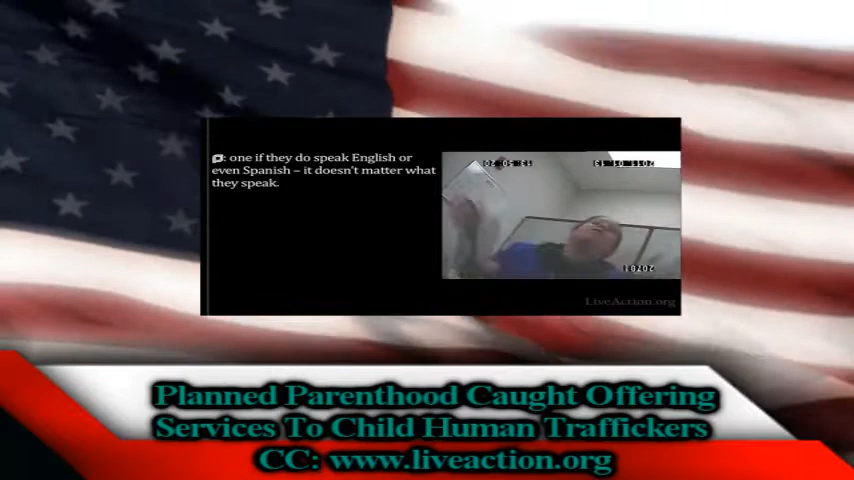 : one if they do speak English or
even Spanish – it doesn't matter what
they speak.
LiveAction.org
Planned Parenthood Caught Offering
Services To Child Human Traffickers
CC: www.liveaction.org